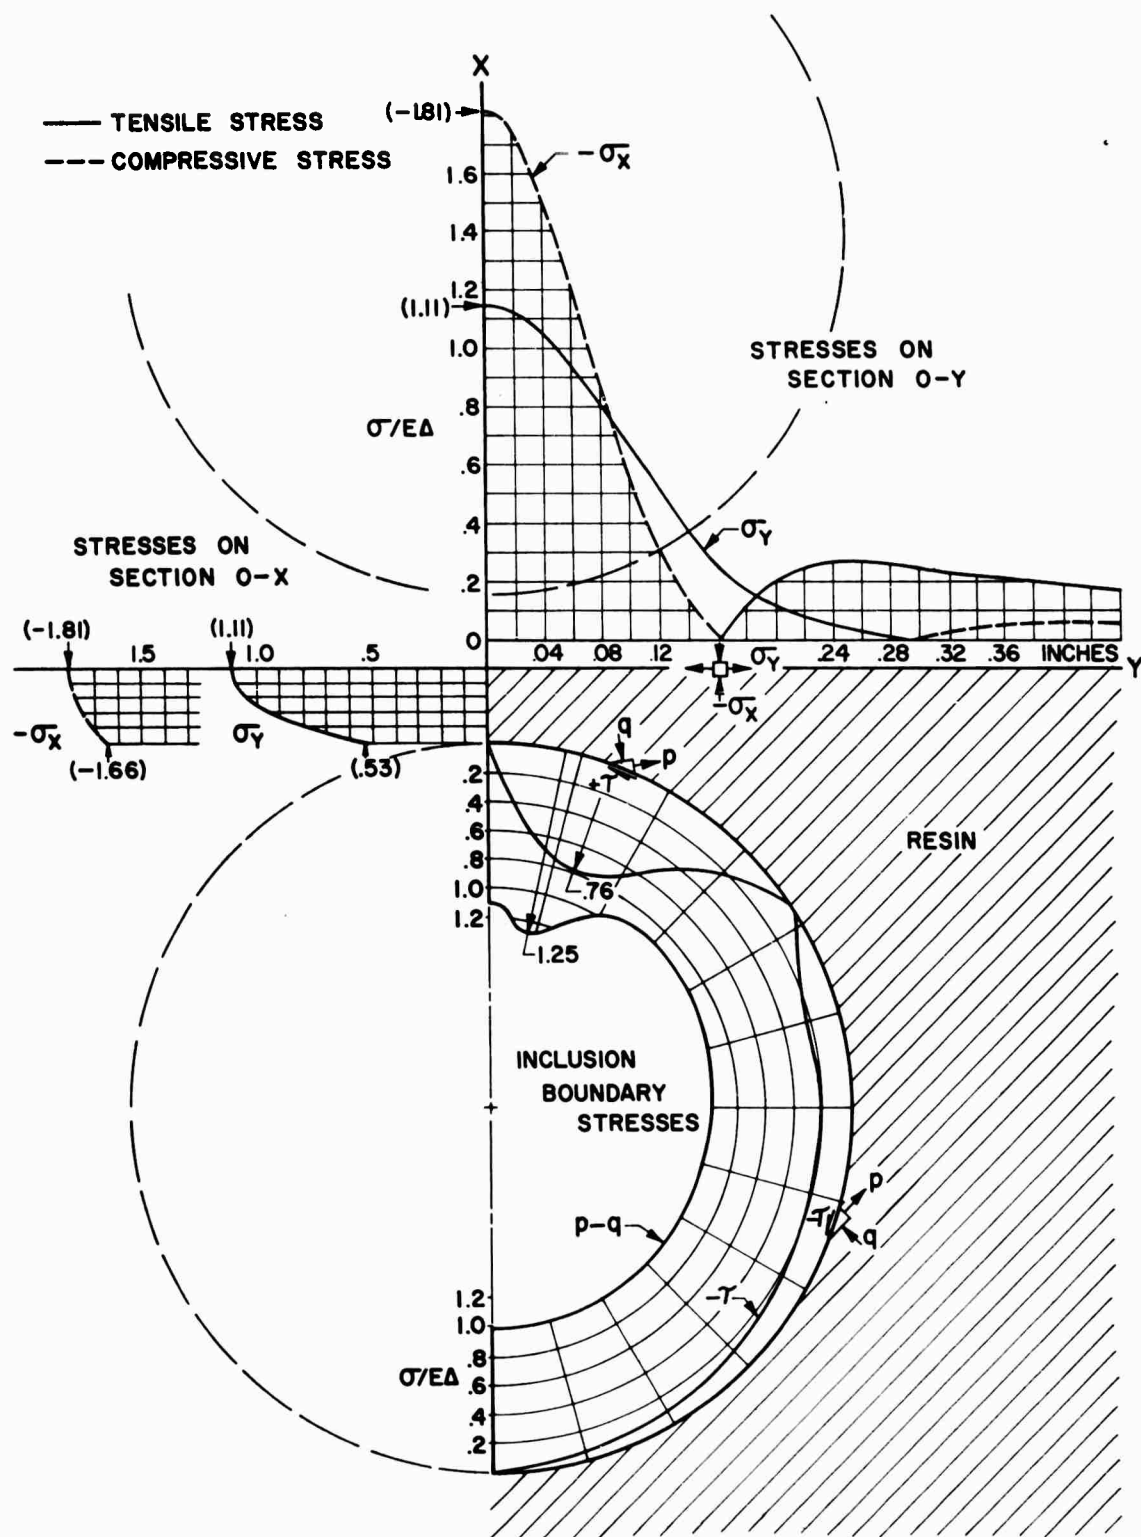 X
TENSILE STRESS
COMPRESSIVE STRESS
(-1.81)
-σX
1.6
1.4
1.2
(1.11)
1.0
STRESSES ON
SECTION O-Y
.8
σ/EΔ
.6
.4
σY
STRESSES ON
SECTION O-X
.2
(-1.81)
(1.11)
0
1.5
1.0
.5
.04 .08 .12
σY
.24 .28 .32 .36 INCHES Y
-σX
-σX
σY
(-1.66)
(.53)
q
p
+τ
.2
.4
.6
.8
1.0
1.2
RESIN
.76
1.25
INCLUSION
BOUNDARY
STRESSES
p
-τ
q
p-q
-τ
1.2
1.0
.8
σ/EΔ
.6
.4
.2